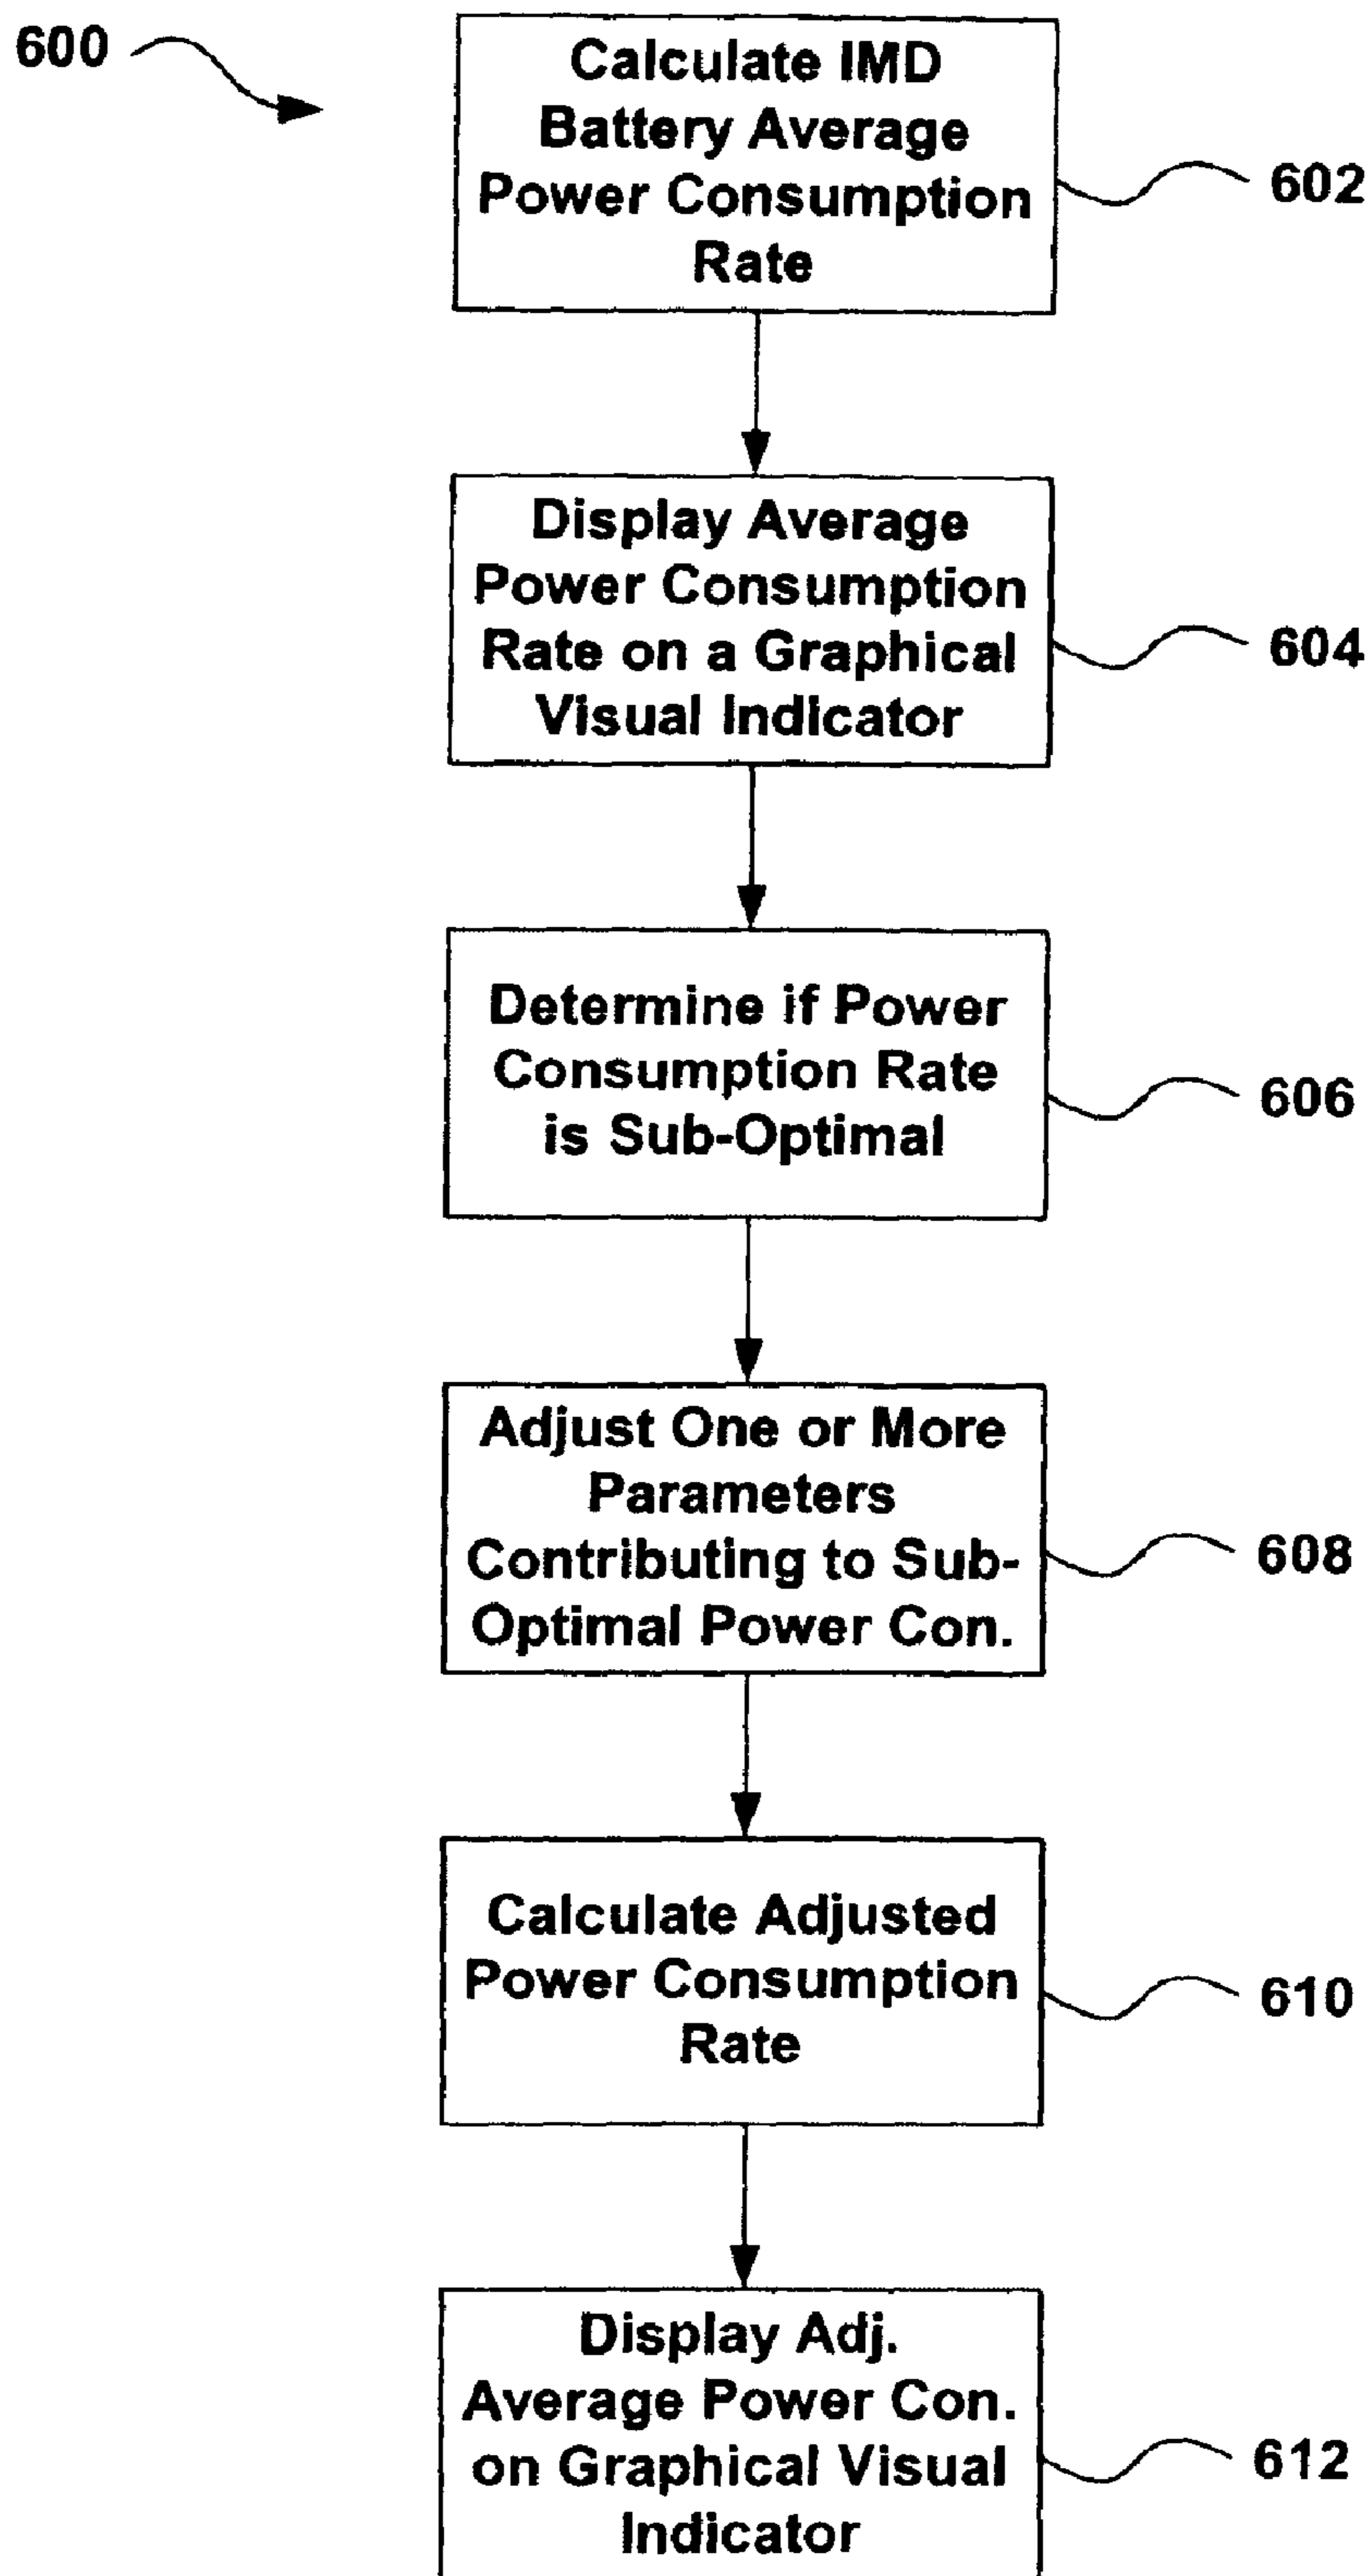 600
Calculate IMD
Battery Average
Power Consumption
Rate
602
Display Average
Power Consumption
Rate on a Graphical
Visual Indicator
604
Determine if Power
Consumption Rate
is Sub-Optimal
606
Adjust One or More
Parameters
Contributing to Sub-
Optimal Power Con.
608
Calculate Adjusted
Power Consumption
Rate
610
Display Adj.
Average Power Con.
on Graphical Visual
Indicator
612